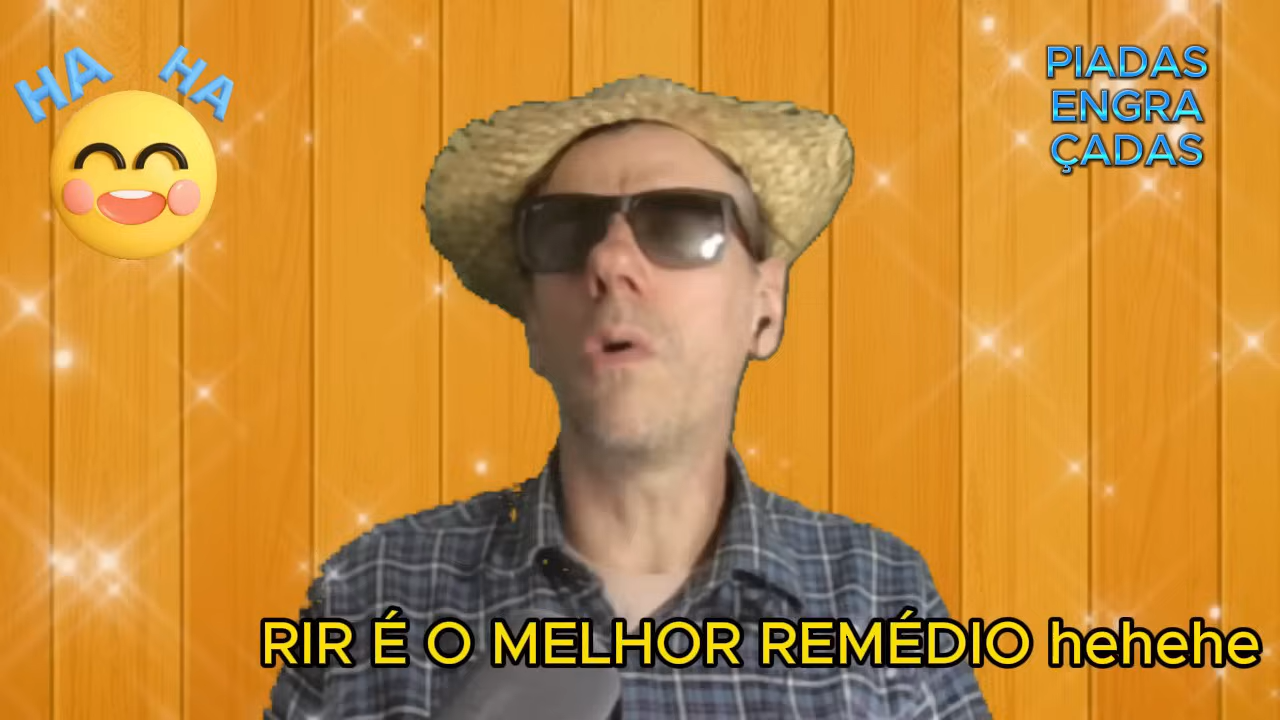 HA HA
PIADAS
ENGRA
ÇADAS
RIR É O MELHOR REMÉDIO hehehe